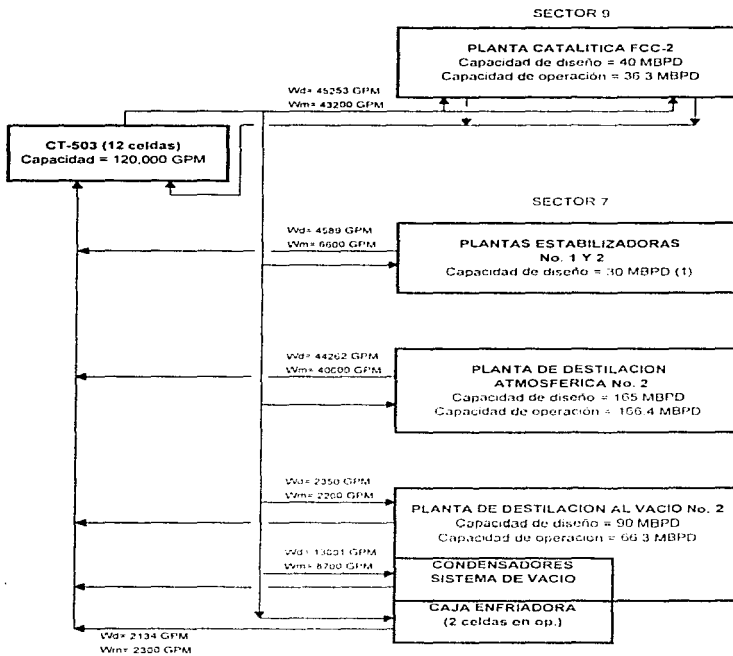 SECTOR 9
PLANTA CATALITICA FCC-2
Capacidad de diseño = 40 MBPD
Capacidad de operación = 36.3 MBPD
Wd= 45253 GPM
Wm= 43200 GPM
CT-503 (12 celdas)
Capacidad = 120,000 GPM
SECTOR 7
Wd= 4589 GPM
Wm= 6600 GPM
PLANTAS ESTABILIZADORAS
No. 1 Y 2
Capacidad de diseño = 30 MBPD (1)
Wd= 44262 GPM
Wm= 40600 GPM
PLANTA DE DESTILACION
ATMOSFERICA No. 2
Capacidad de diseño = 165 MBPD
Capacidad de operación = 166.4 MBPD
Wd= 2350 GPM
Wm= 2200 GPM
PLANTA DE DESTILACION AL VACIO No. 2
Capacidad de diseño = 90 MBPD
Capacidad de operación = 66.3 MBPD
Wd= 13001 GPM
Wm= 8700 GPM
CONDENSADORES
SISTEMA DE VACIO
CAJA ENFRIADORA
(2 celdas en op.)
Wd= 2134 GPM
Wm= 2300 GPM